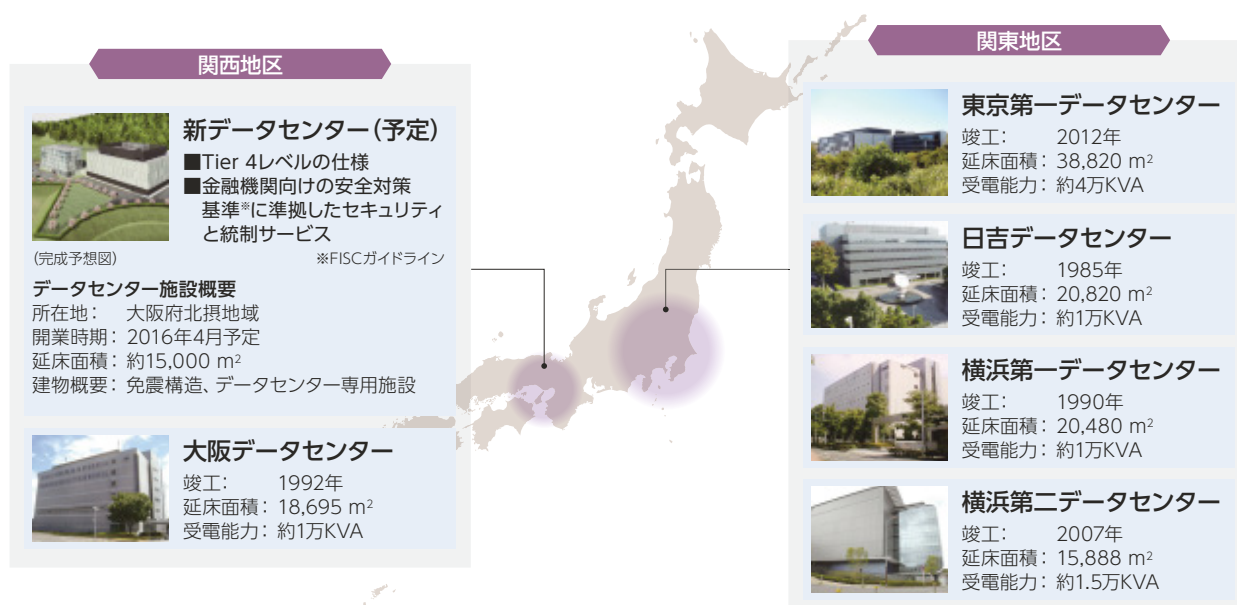 関西地区
新データセンター(予定)
■Tier 4レベルの仕様
■金融機関向けの安全対策
基準※に準拠したセキュリティ
と統制サービス
(完成予想図)
※FISCガイドライン
データセンター施設概要
所在地： 大阪府北摂地域
開業時期：2016年4月予定
延床面積：約15,000 m²
建物概要：免震構造、データセンター専用施設
大阪データセンター
竣工： 1992年
延床面積：18,695 m²
受電能力：約1万KVA
関東地区
東京第一データセンター
竣工： 2012年
延床面積：38,820 m²
受電能力：約4万KVA
日吉データセンター
竣工： 1985年
延床面積：20,820 m²
受電能力：約1万KVA
横浜第一データセンター
竣工： 1990年
延床面積：20,480 m²
受電能力：約1万KVA
横浜第二データセンター
竣工： 2007年
延床面積：15,888 m²
受電能力：約1.5万KVA